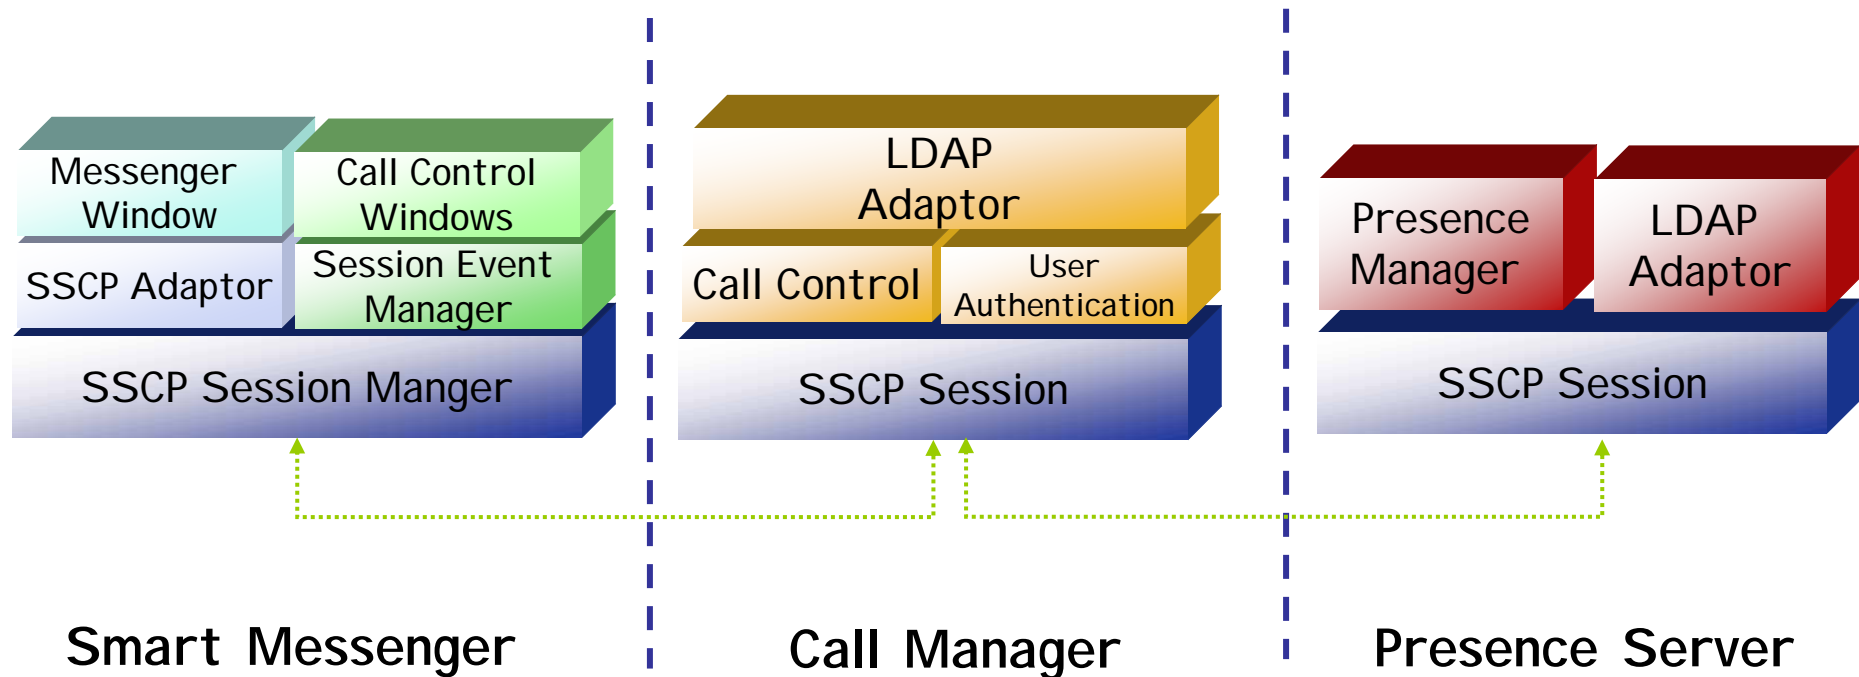 Messenger
Window
Call Control
Windows
SSCP Adaptor
Session Event
Manager
SSCP Session Manger
Smart Messenger
LDAP
Adaptor
Call Control
User
Authentication
SSCP Session
Call Manager
Presence
Manager
LDAP
Adaptor
SSCP Session
Presence Server